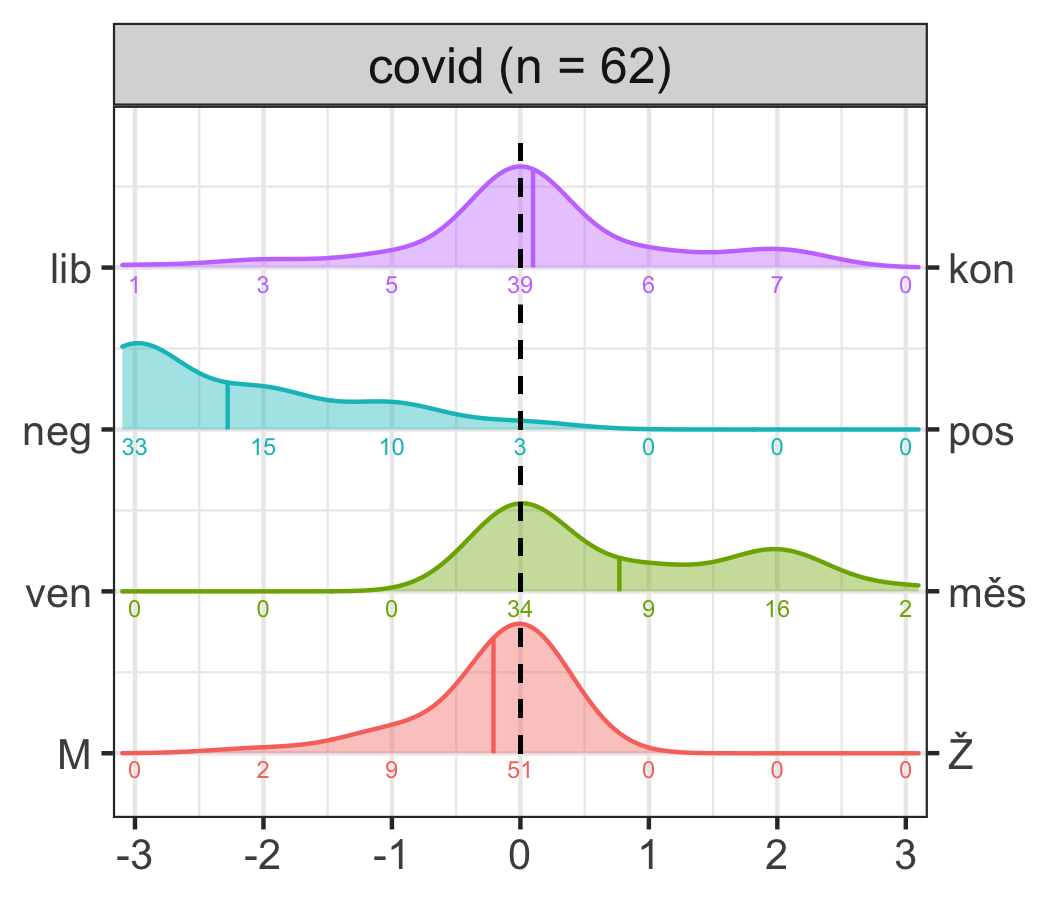 covid (n = 62)
lib kon
1 3 5 39 6 7 0
neg pos
33 15 10 3 0 0 0
ven měs
0 0 0 34 9 16 2
M Ž
0 2 9 51 0 0 0
-3 -2 -1 0 1 2 3